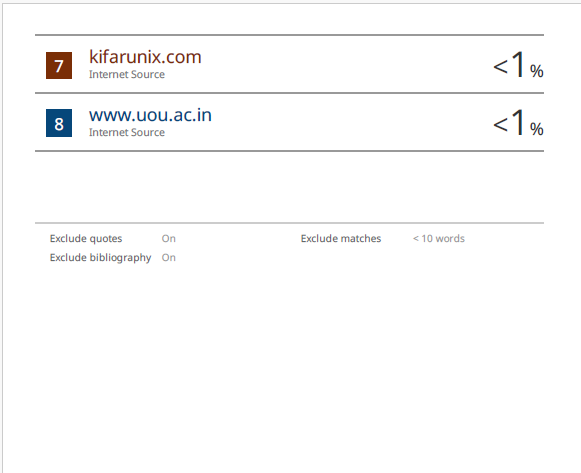 7 kifarunix.com <1%
Internet Source
8 www.uou.ac.in <1%
Internet Source
Exclude quotes On Exclude matches < 10 words
Exclude bibliography On